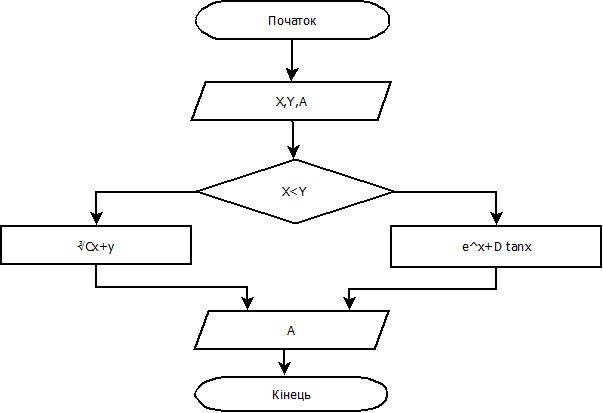 Початок
X,Y,A
X<Y
∛Cx+y
e^x+D tanx
A
Кінець